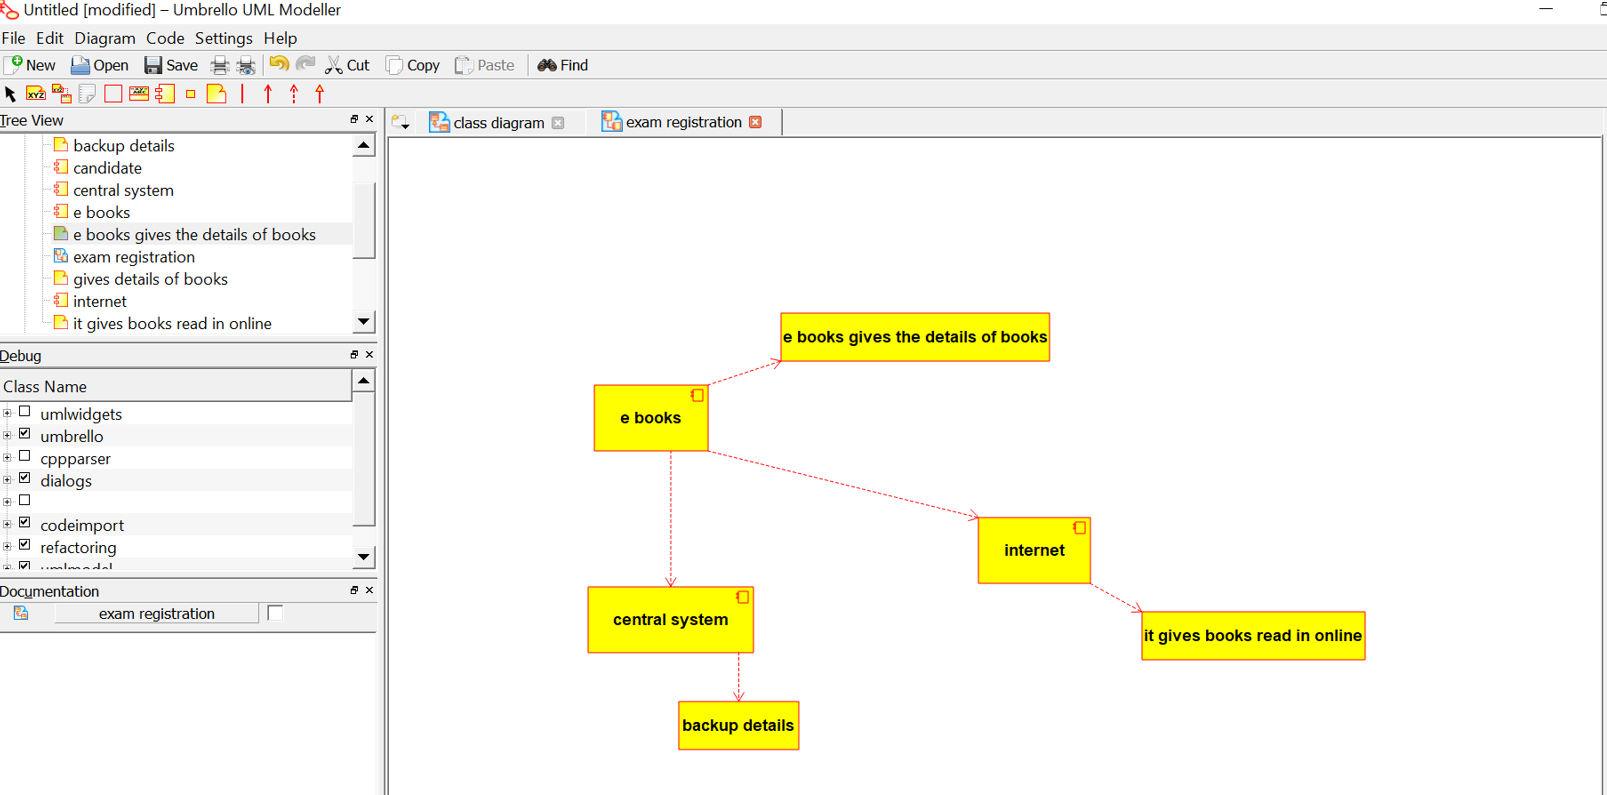 Untitled [modified] – Umbrello UML Modeller
File Edit Diagram Code Settings Help
New Open Save Cut Copy Paste Find
XYZ XYZ ABC
Tree View
backup details
candidate
central system
e books
e books gives the details of books
exam registration
gives details of books
internet
it gives books read in online
Debug
Class Name
umlwidgets
umbrello
cppparser
dialogs
codeimport
refactoring
umlmodel
Documentation
exam registration
class diagram
exam registration
e books gives the details of books
e books
internet
central system
it gives books read in online
backup details